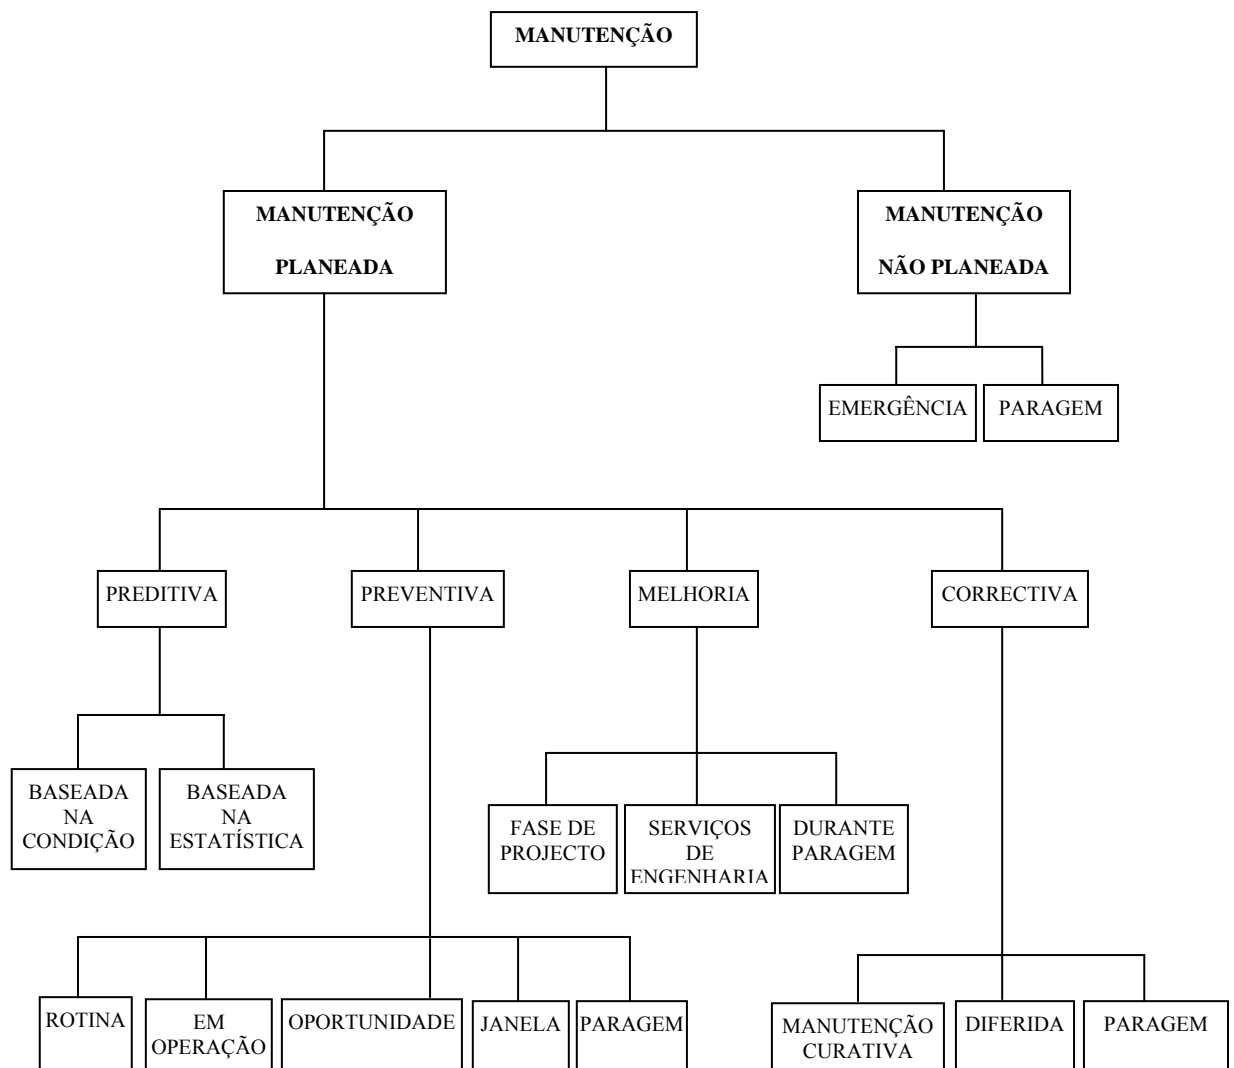 MANUTENÇÃO
MANUTENÇÃO
PLANEADA
MANUTENÇÃO
NÃO PLANEADA
EMERGÊNCIA
PARAGEM
PREDITIVA
PREVENTIVA
MELHORIA
CORRECTIVA
BASEADA
NA
CONDIÇÃO
BASEADA
NA
ESTATÍSTICA
FASE DE
PROJECTO
SERVIÇOS
DE
ENGENHARIA
DURANTE
PARAGEM
ROTINA
EM
OPERAÇÃO
OPORTUNIDADE
JANELA
PARAGEM
MANUTENÇÃO
CURATIVA
DIFERIDA
PARAGEM